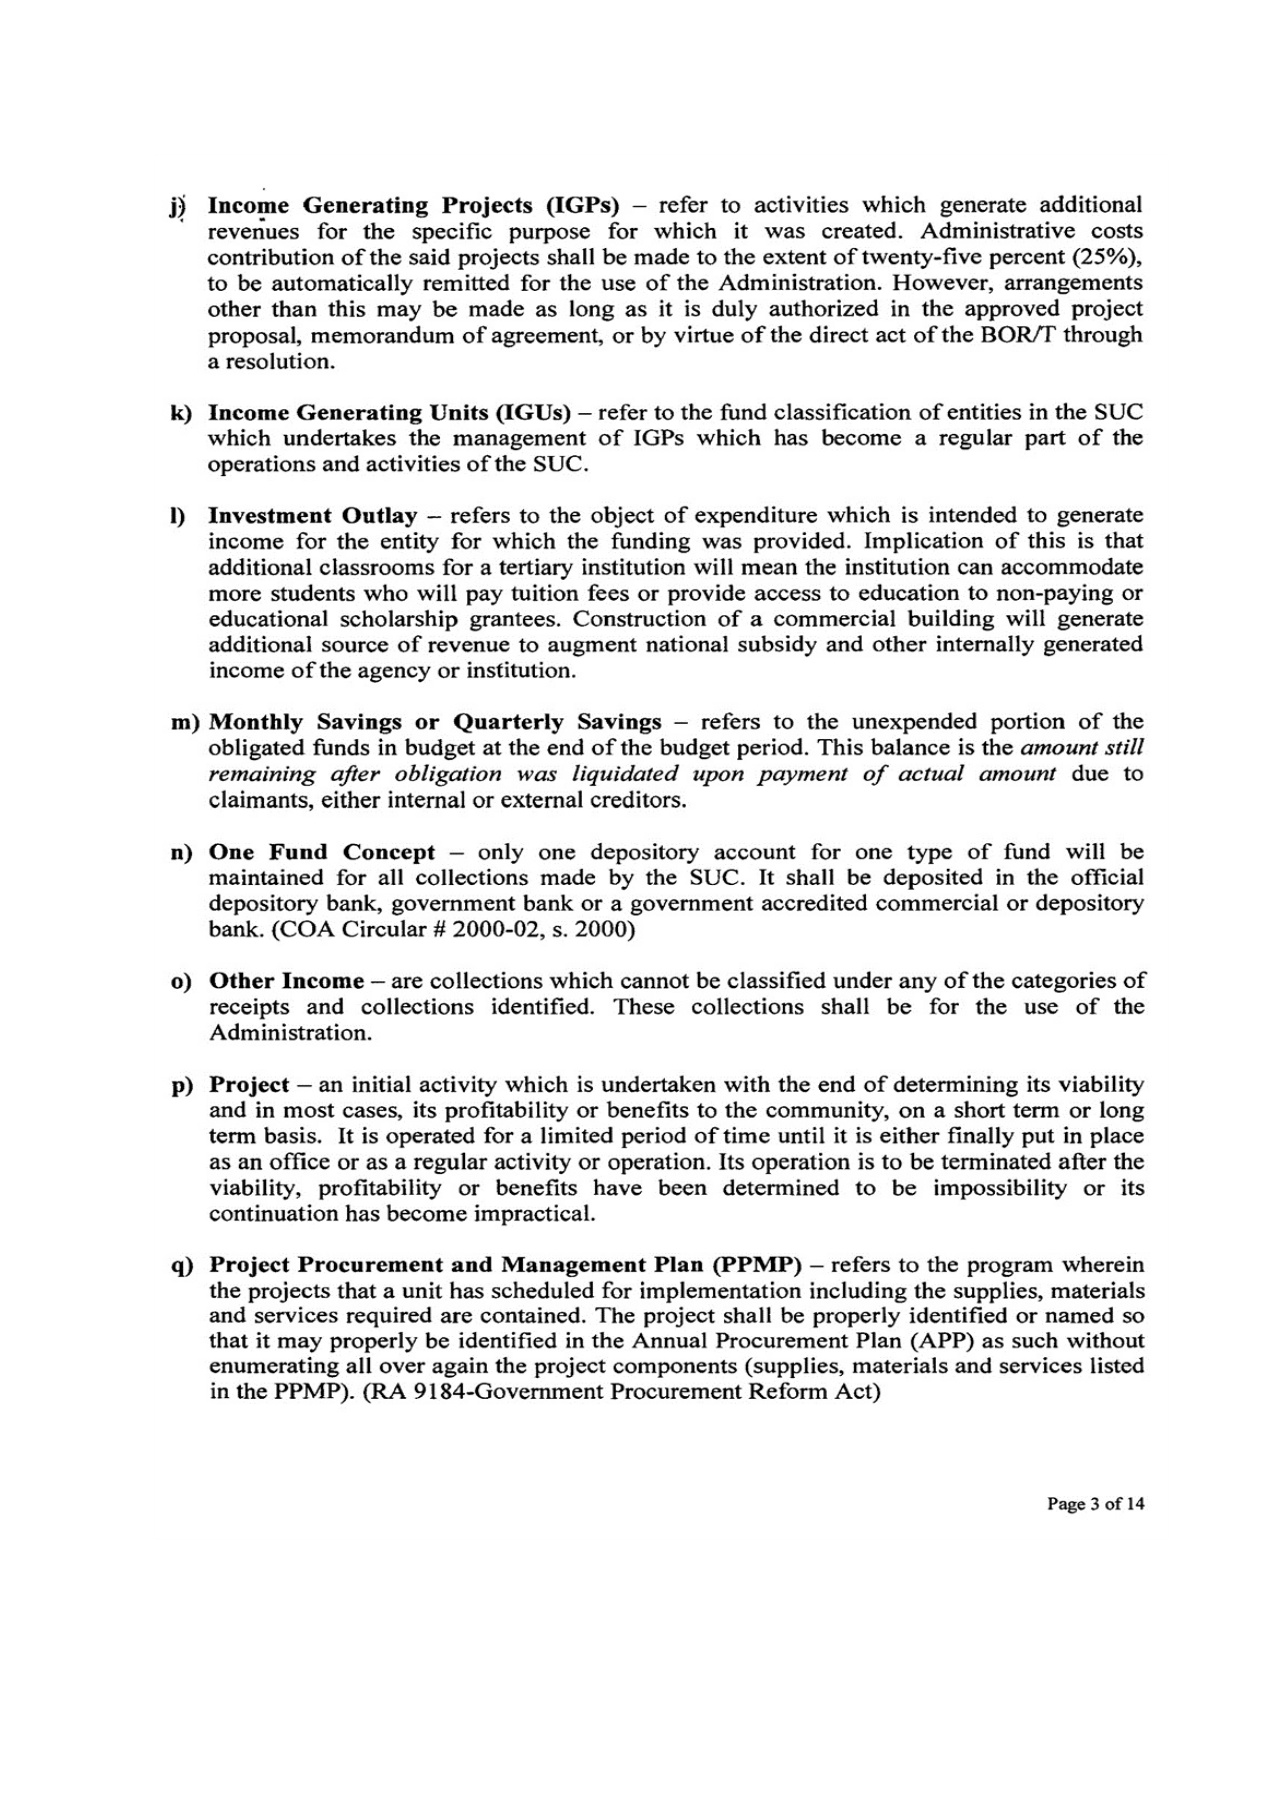 j) Income Generating Projects (IGPs) – refer to activities which generate additional
revenues for the specific purpose for which it was created. Administrative costs
contribution of the said projects shall be made to the extent of twenty-five percent (25%),
to be automatically remitted for the use of the Administration. However, arrangements
other than this may be made as long as it is duly authorized in the approved project
proposal, memorandum of agreement, or by virtue of the direct act of the BOR/T through
a resolution.
k) Income Generating Units (IGUs) – refer to the fund classification of entities in the SUC
which undertakes the management of IGPs which has become a regular part of the
operations and activities of the SUC.
l) Investment Outlay – refers to the object of expenditure which is intended to generate
income for the entity for which the funding was provided. Implication of this is that
additional classrooms for a tertiary institution will mean the institution can accommodate
more students who will pay tuition fees or provide access to education to non-paying or
educational scholarship grantees. Construction of a commercial building will generate
additional source of revenue to augment national subsidy and other internally generated
income of the agency or institution.
m) Monthly Savings or Quarterly Savings – refers to the unexpended portion of the
obligated funds in budget at the end of the budget period. This balance is the amount still
remaining after obligation was liquidated upon payment of actual amount due to
claimants, either internal or external creditors.
n) One Fund Concept – only one depository account for one type of fund will be
maintained for all collections made by the SUC. It shall be deposited in the official
depository bank, government bank or a government accredited commercial or depository
bank. (COA Circular # 2000-02, s. 2000)
o) Other Income – are collections which cannot be classified under any of the categories of
receipts and collections identified. These collections shall be for the use of the
Administration.
p) Project – an initial activity which is undertaken with the end of determining its viability
and in most cases, its profitability or benefits to the community, on a short term or long
term basis. It is operated for a limited period of time until it is either finally put in place
as an office or as a regular activity or operation. Its operation is to be terminated after the
viability, profitability or benefits have been determined to be impossibility or its
continuation has become impractical.
q) Project Procurement and Management Plan (PPMP) – refers to the program wherein
the projects that a unit has scheduled for implementation including the supplies, materials
and services required are contained. The project shall be properly identified or named so
that it may properly be identified in the Annual Procurement Plan (APP) as such without
enumerating all over again the project components (supplies, materials and services listed
in the PPMP). (RA 9184-Government Procurement Reform Act)
Page 3 of 14